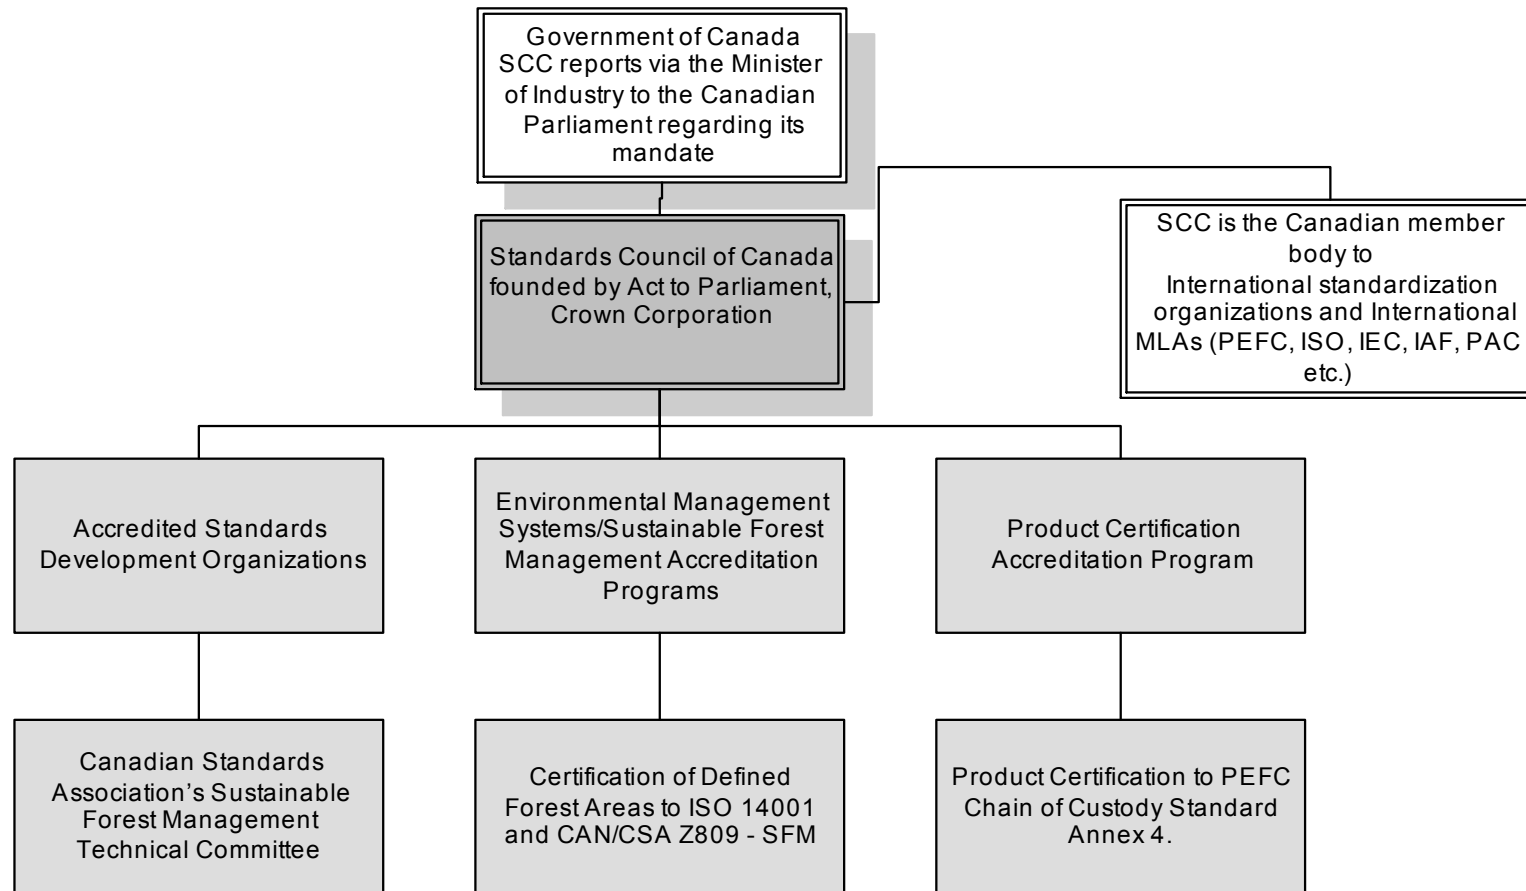 Government of Canada
SCC reports via the Minister
of Industry to the Canadian
Parliament regarding its
mandate
Standards Council of Canada
founded by Act to Parliament,
Crown Corporation
SCC is the Canadian member
body to
International standardization
organizations and International
MLAs (PEFC, ISO, IEC, IAF, PAC
etc.)
Accredited Standards
Development Organizations
Environmental Management
Systems/Sustainable Forest
Management Accreditation
Programs
Product Certification
Accreditation Program
Canadian Standards
Association’s Sustainable
Forest Management
Technical Committee
Certification of Defined
Forest Areas to ISO 14001
and CAN/CSA Z809 - SFM
Product Certification to PEFC
Chain of Custody Standard
Annex 4.